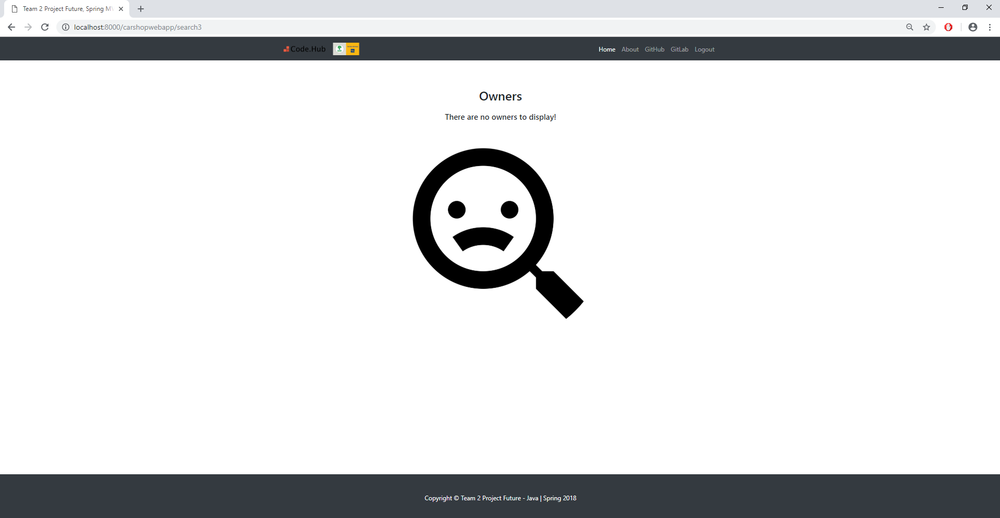 Team 2 Project Future, Spring M
localhost:8000/carshopwebapp/search3
Code.Hub
Home About GitHub GitLab Logout
Owners
There are no owners to display!
Copyright © Team 2 Project Future - Java | Spring 2018